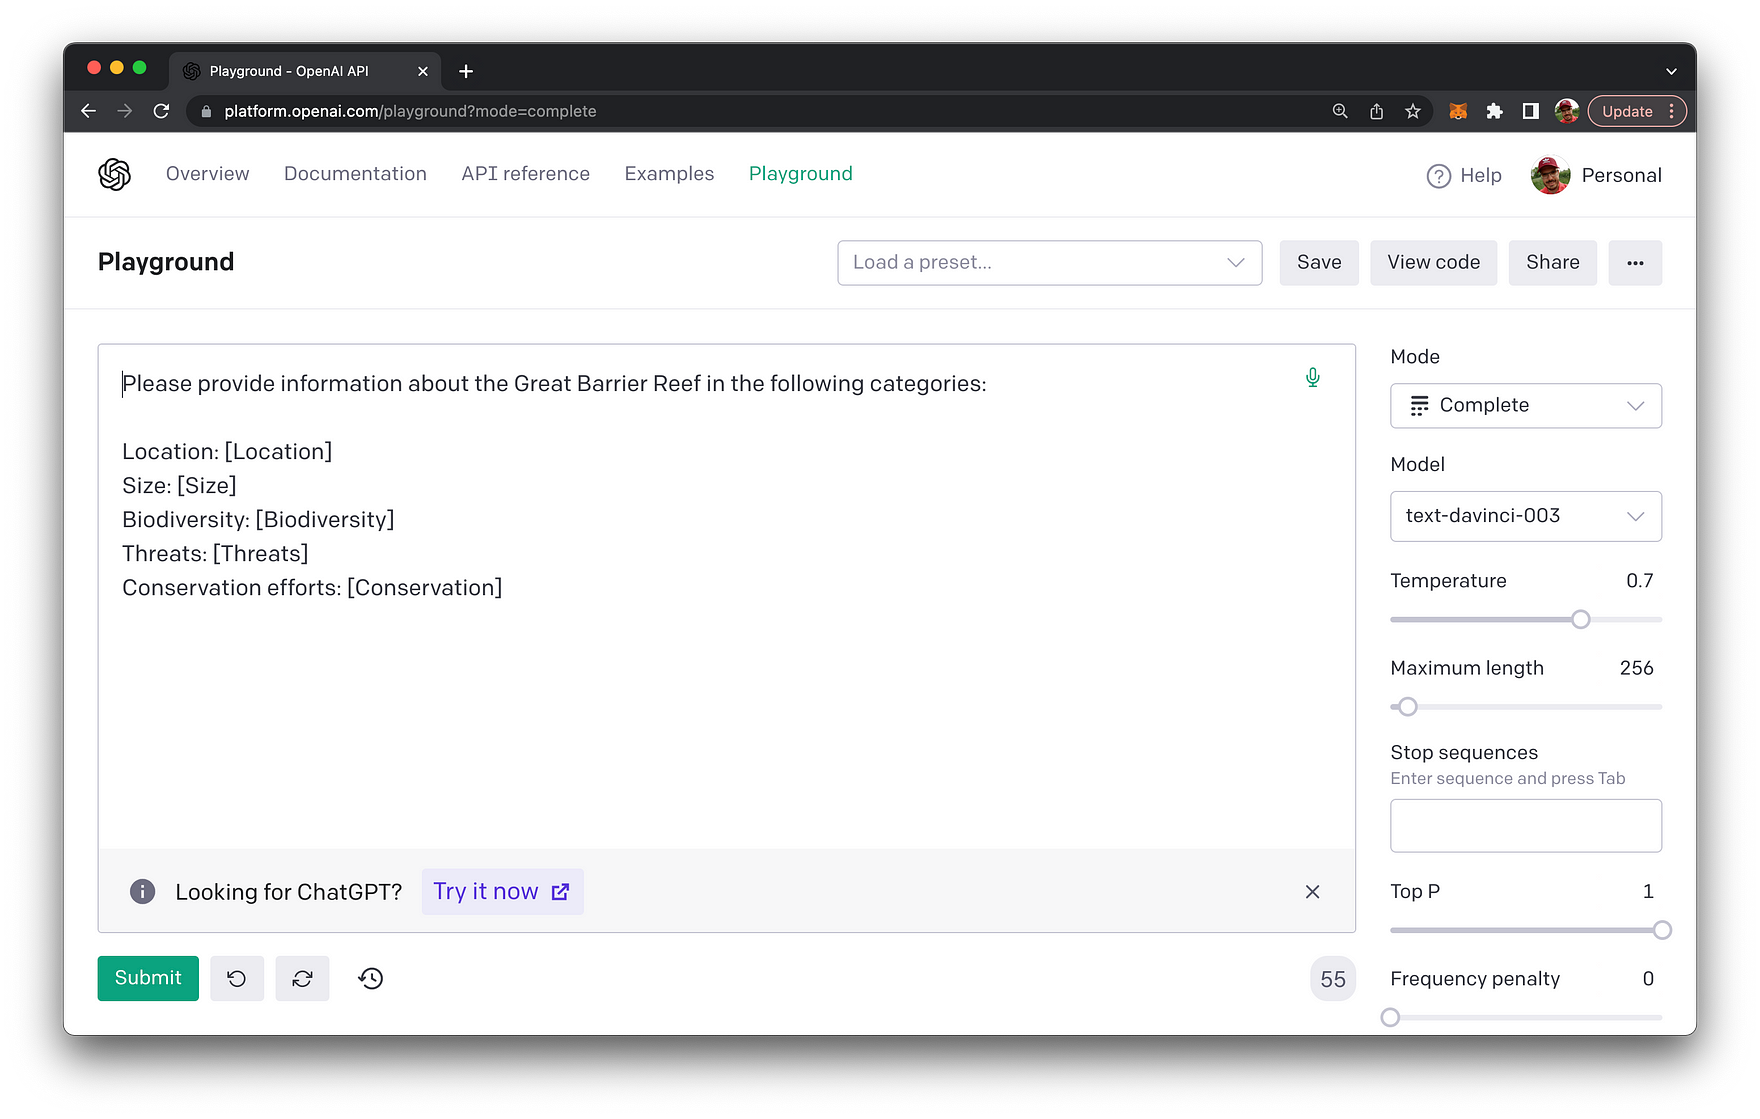 Playground - OpenAI API
platform.openai.com/playground?mode=complete
Update
Overview Documentation API reference Examples Playground
Help Personal
Playground
Load a preset...
Save View code Share
Please provide information about the Great Barrier Reef in the following categories:
Location: [Location]
Size: [Size]
Biodiversity: [Biodiversity]
Threats: [Threats]
Conservation efforts: [Conservation]
Looking for ChatGPT? Try it now
Submit
55
Mode
Complete
Model
text-davinci-003
Temperature 0.7
Maximum length 256
Stop sequences
Enter sequence and press Tab
Top P 1
Frequency penalty 0